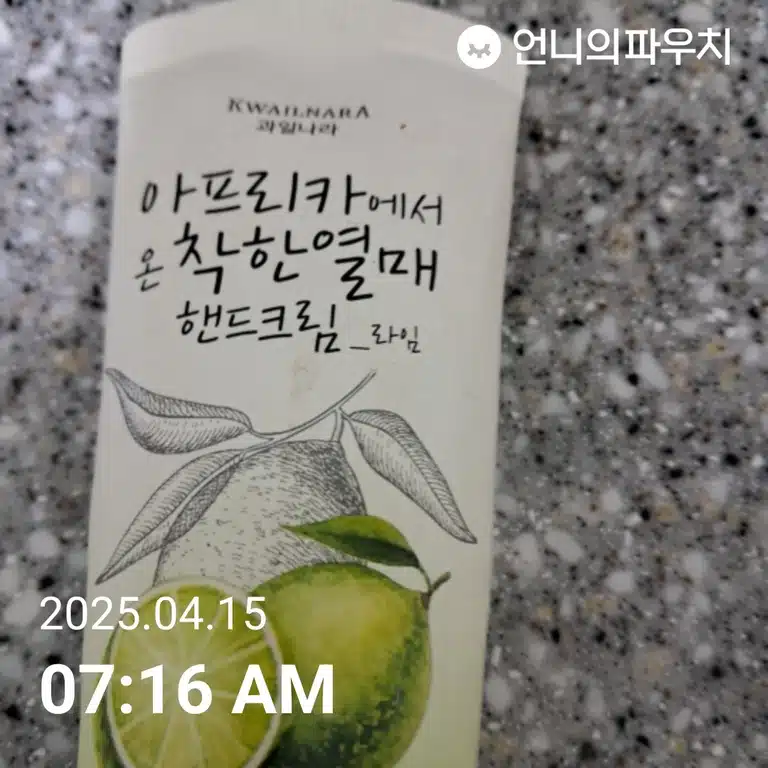 언니의파우치
KWAILNARA
과일나라
아프리카에서
온 착한열매
핸드크림_라임
2025.04.15
07:16 AM